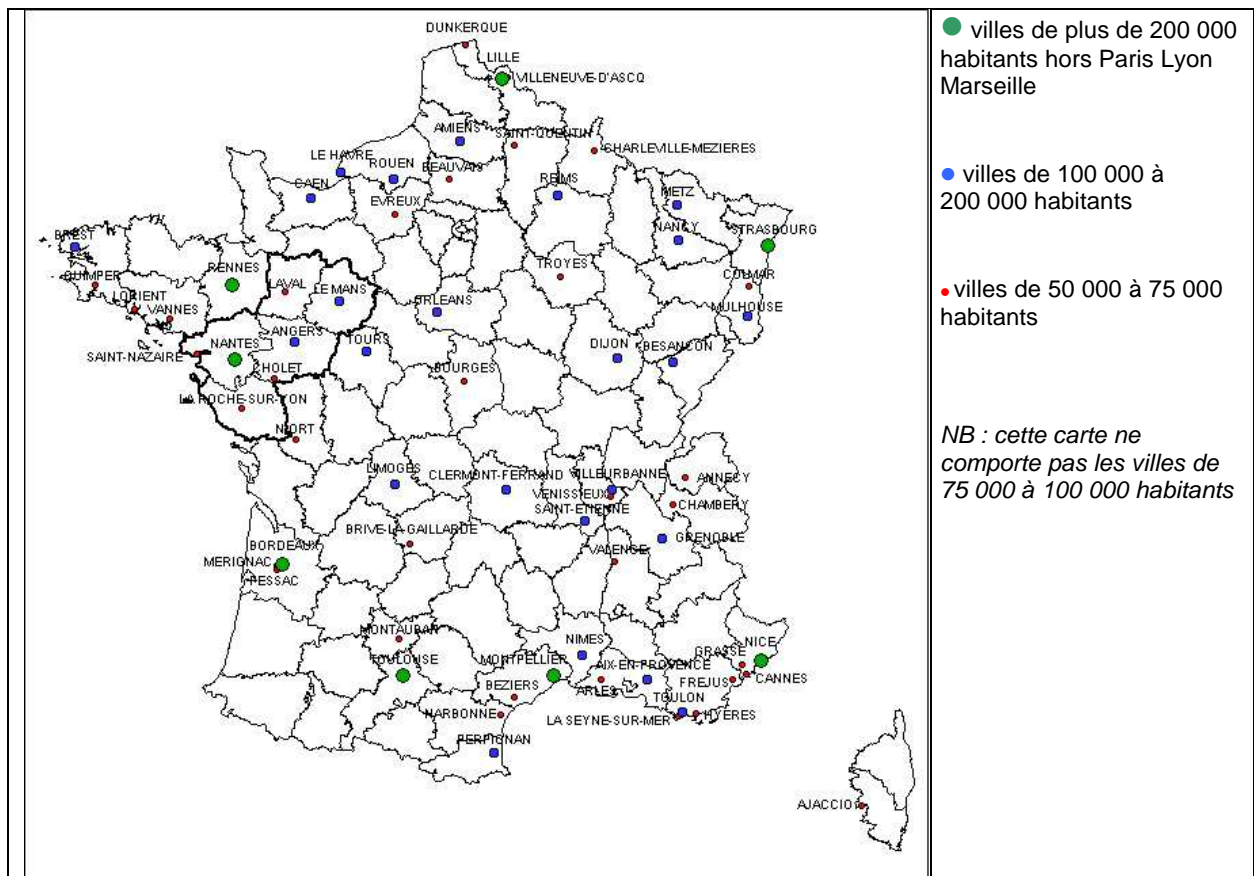 DUNKERQUE
LILLE
VILLENEUVE-D'ASCQ
AMIENS
SAINT-QUENTIN
CHARLEVILLE-MEZIERES
LE HAVRE
ROUEN
BEAUVAIS
CAEN
REIMS
METZ
EVREUX
NANCY
STRASBOURG
BREST
RENNES
TROYES
COLMAR
QUIMPER
LAVAL
LE MANS
LORIENT
VANNES
ORLEANS
MULHOUSE
ANGERS
NANTES
TOURS
DIJON
BESANCON
SAINT-NAZAIRE
CHOLET
BOURGES
LA ROCHE-SUR-YON
NIORT
LIMOGES
CLERMONT-FERRAND
VILLEURBANNE
ANNECY
VENISSIEUX
SAINT-ETIENNE
CHAMBERY
BRIVE-LA-GAILLARDE
GRENOBLE
BORDEAUX
VALENCE
MERIGNAC
PESSAC
MONTAUBAN
NIMES
NICE
TOULOUSE
MONTPELLIER
AIX-EN-PROVENCE
GRASSE
CANNES
BEZIERS
ARLES
FREJUS
TOULON
NARBONNE
LA SEYNE-SUR-MER
HYERES
PERPIGNAN
AJACCIO
villes de plus de 200 000
habitants hors Paris Lyon
Marseille
villes de 100 000 à
200 000 habitants
villes de 50 000 à 75 000
habitants
NB : cette carte ne
comporte pas les villes de
75 000 à 100 000 habitants